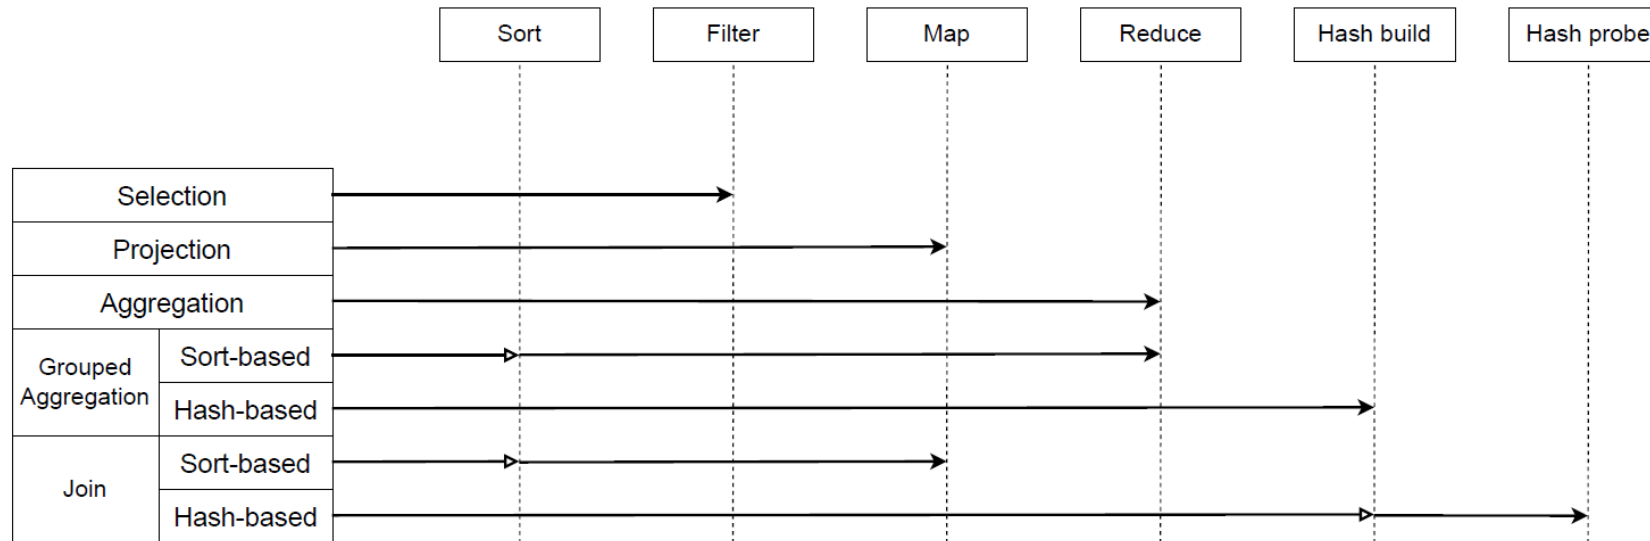 Sort
Filter
Map
Reduce
Hash build
Hash probe
Selection
Projection
Aggregation
Grouped
Aggregation
Sort-based
Hash-based
Join
Sort-based
Hash-based